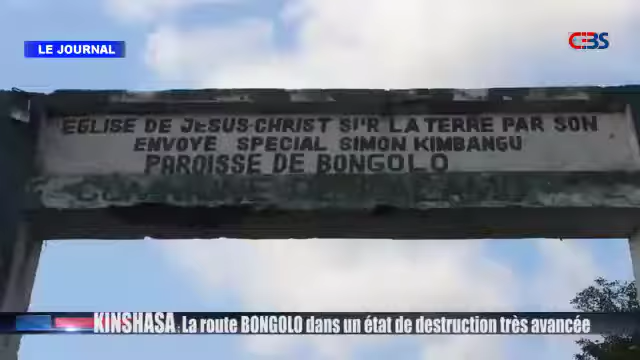 LE JOURNAL
CEBS
EGLISE DE JESUS-CHRIST SUR LA TERRE PAR SON
ENVOYE SPECIAL SIMON KIMBANGU
PAROISSE DE BONGOLO
KINSHASA: La route BONGOLO dans un état de destruction très avancée